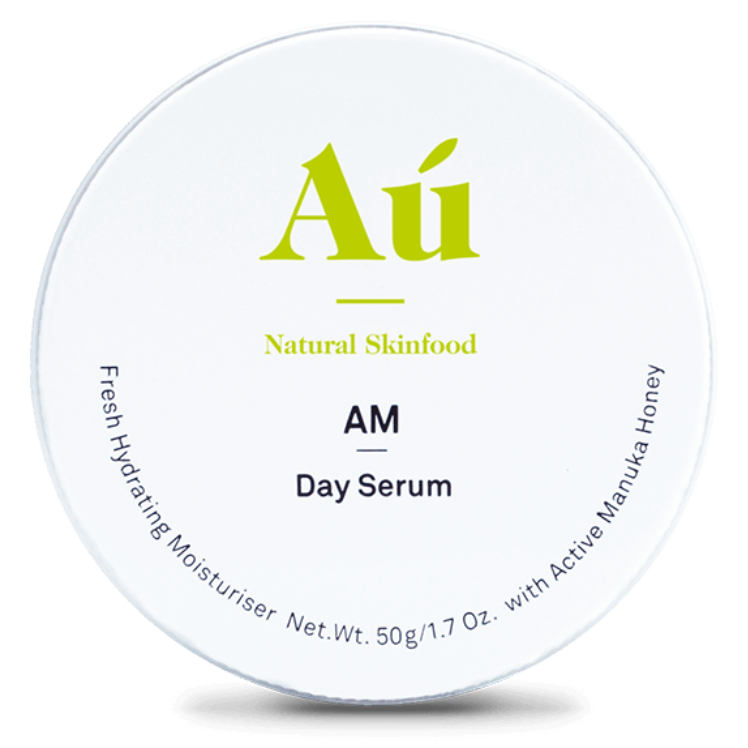 Aú
Natural Skinfood
AM
Day Serum
Fresh Hydrating Moisturiser Net.Wt. 50g/1.7 Oz. with Active Manuka Honey